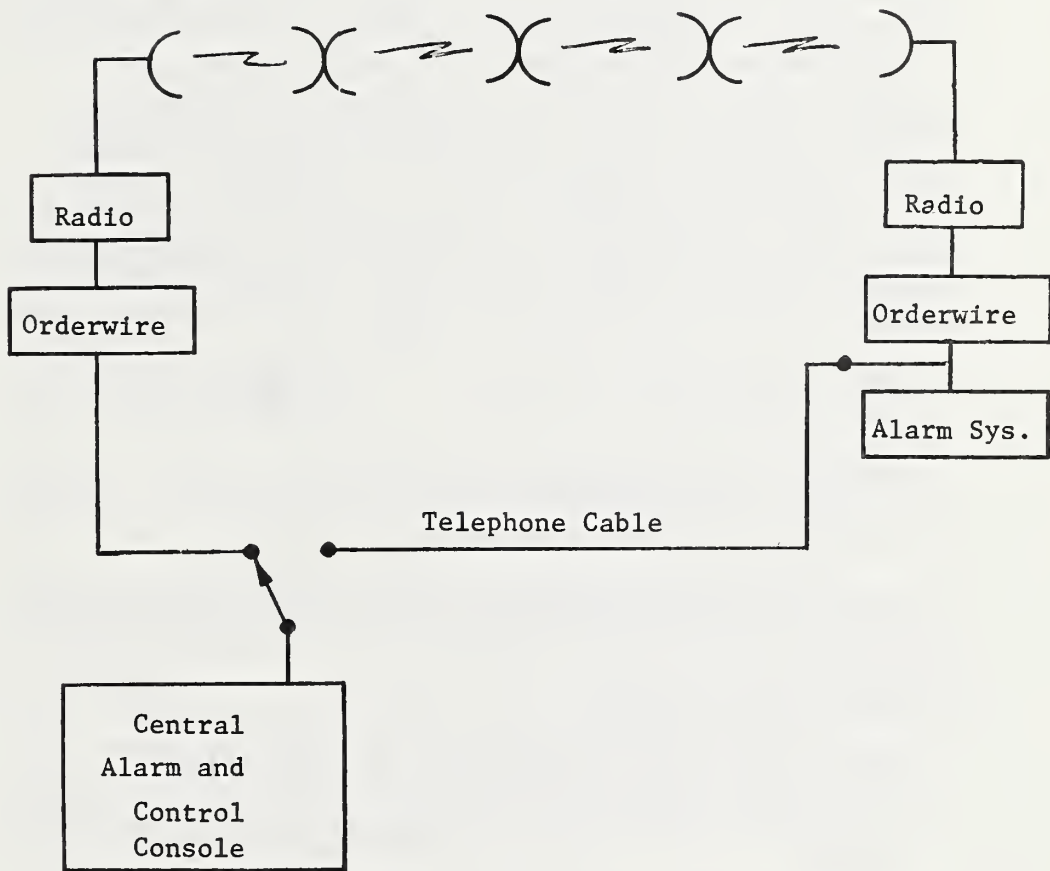 Radio
Radio
Orderwire
Orderwire
Alarm Sys.
Telephone Cable
Central
Alarm and
Control
Console